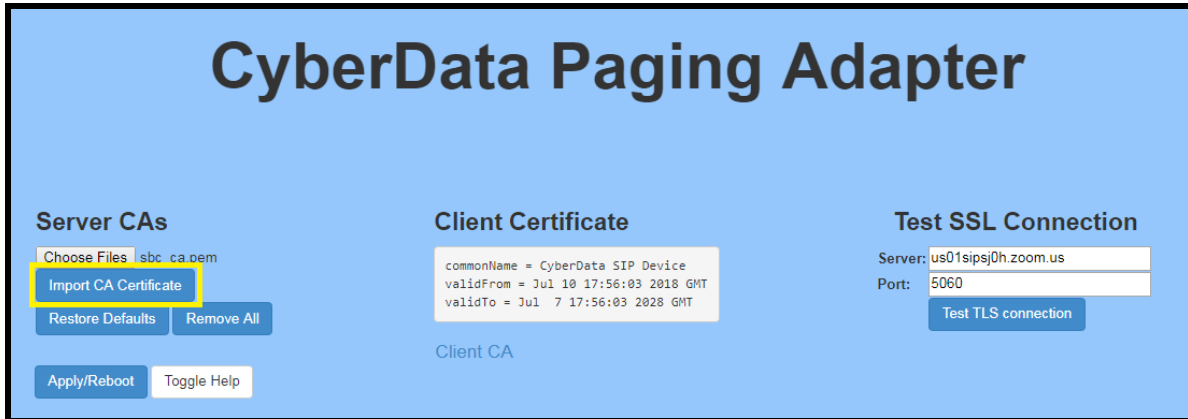 CyberData Paging Adapter
Server CAs
Choose Files sbc_ca.pem
Import CA Certificate
Restore Defaults Remove All
Apply/Reboot Toggle Help
Client Certificate
commonName = CyberData SIP Device
validFrom = Jul 10 17:56:03 2018 GMT
validTo = Jul  7 17:56:03 2028 GMT
Client CA
Test SSL Connection
Server: us01sipsj0h.zoom.us
Port: 5060
Test TLS connection